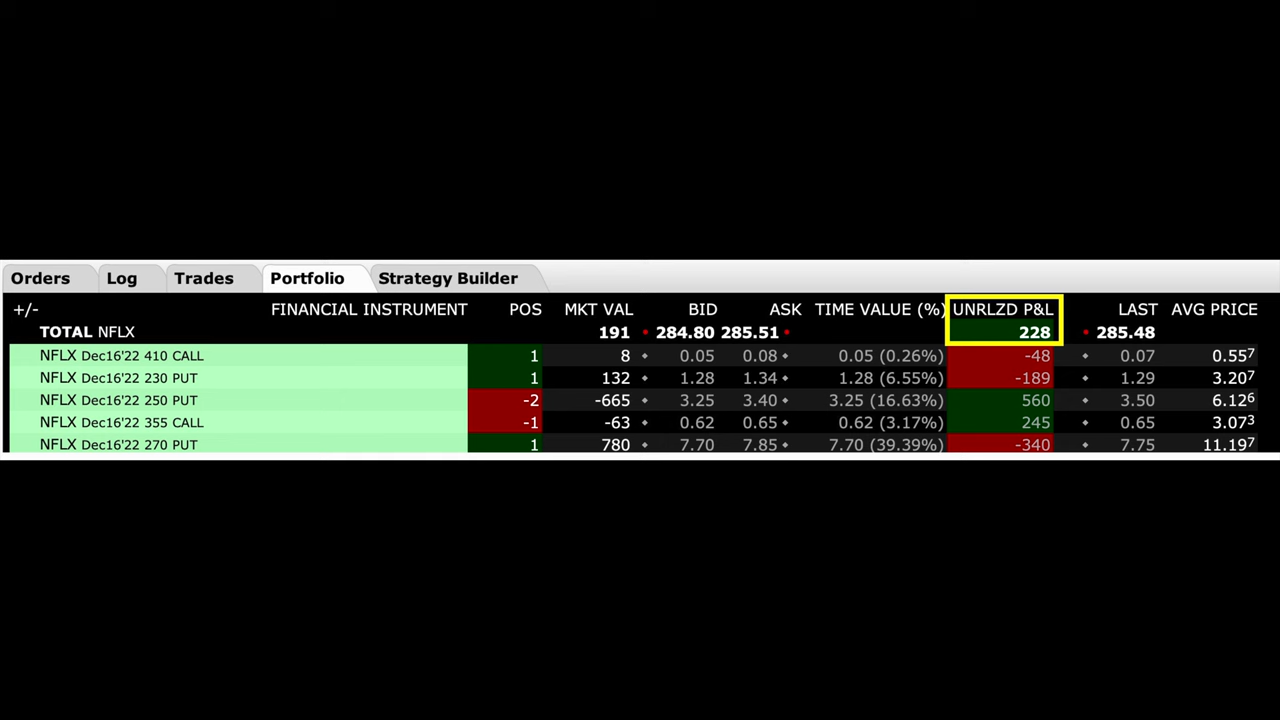 Orders Log Trades Portfolio Strategy Builder
+/- FINANCIAL INSTRUMENT POS MKT VAL BID ASK TIME VALUE (%) UNRLZD P&L LAST AVG PRICE
TOTAL NFLX 191 284.80 285.51 228 285.48
NFLX Dec16'22 410 CALL 1 8 0.05 0.08 0.05 (0.26%) -48 0.07 0.55⁷
NFLX Dec16'22 230 PUT 1 132 1.28 1.34 1.28 (6.55%) -189 1.29 3.20⁷
NFLX Dec16'22 250 PUT -2 -665 3.25 3.40 3.25 (16.63%) 560 3.50 6.12⁶
NFLX Dec16'22 355 CALL -1 -63 0.62 0.65 0.62 (3.17%) 245 0.65 3.07³
NFLX Dec16'22 270 PUT 1 780 7.70 7.85 7.70 (39.39%) -340 7.75 11.19⁷